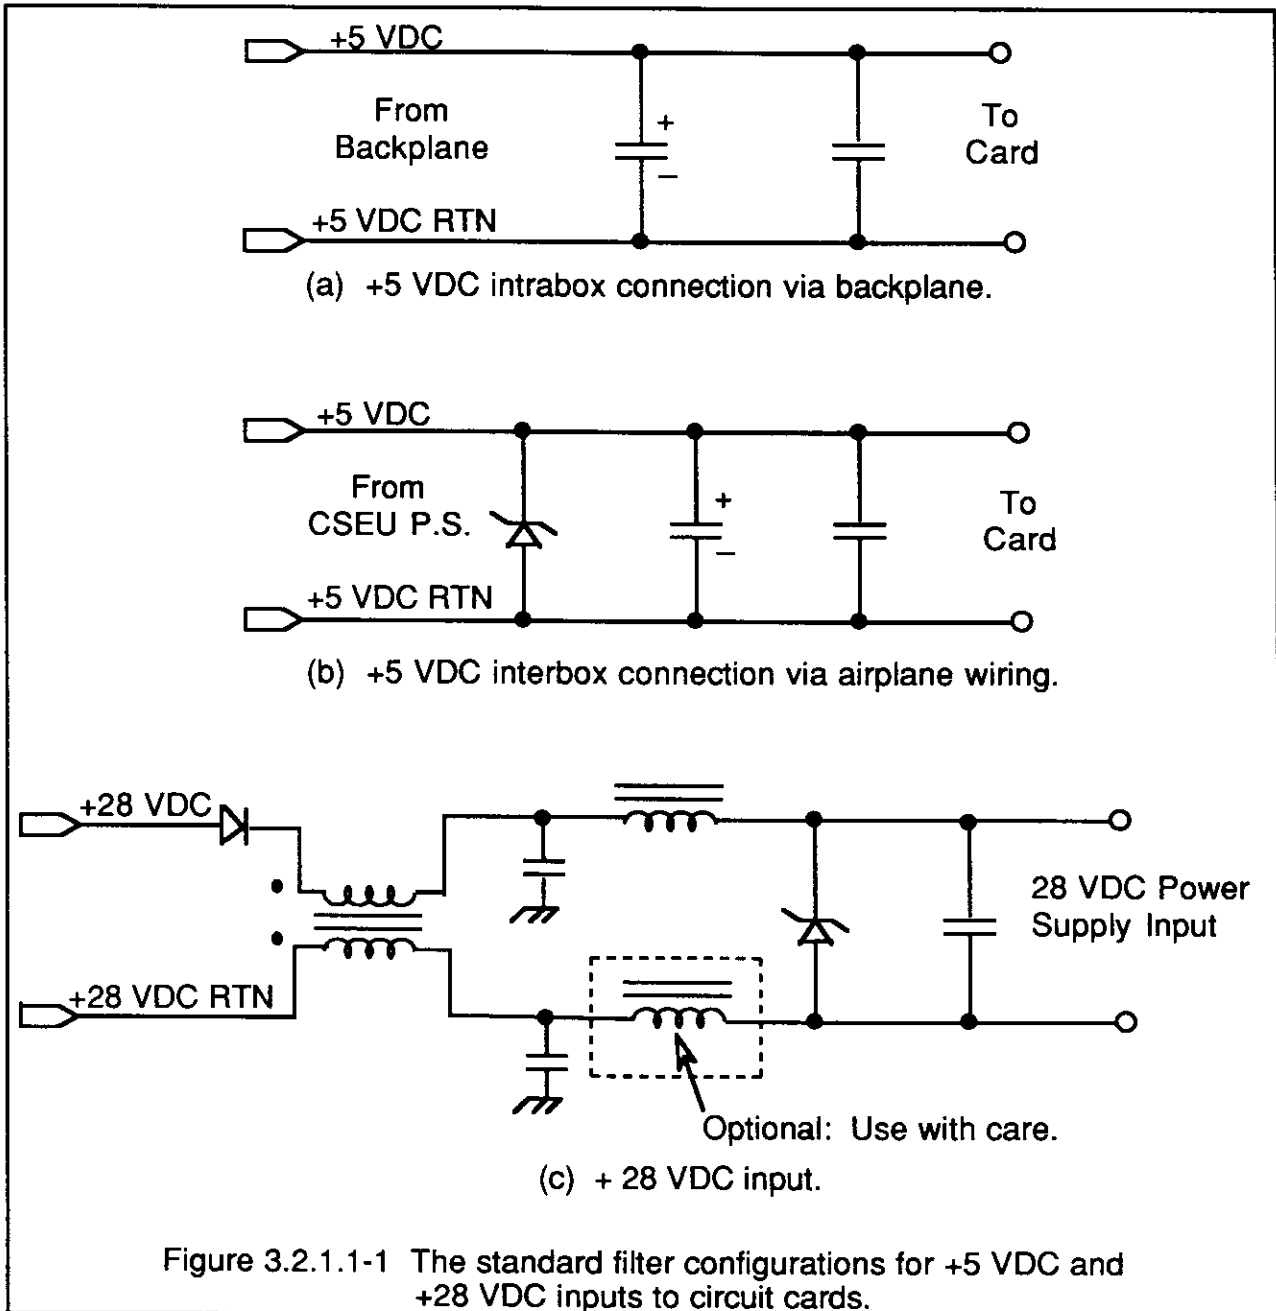 +5 VDC
From
Backplane
+
–
To
Card
+5 VDC RTN
(a) +5 VDC intrabox connection via backplane.
+5 VDC
From
CSEU P.S.
+
–
To
Card
+5 VDC RTN
(b) +5 VDC interbox connection via airplane wiring.
+28 VDC
28 VDC Power
Supply Input
+28 VDC RTN
Optional: Use with care.
(c) + 28 VDC input.
Figure 3.2.1.1-1 The standard filter configurations for +5 VDC and
+28 VDC inputs to circuit cards.